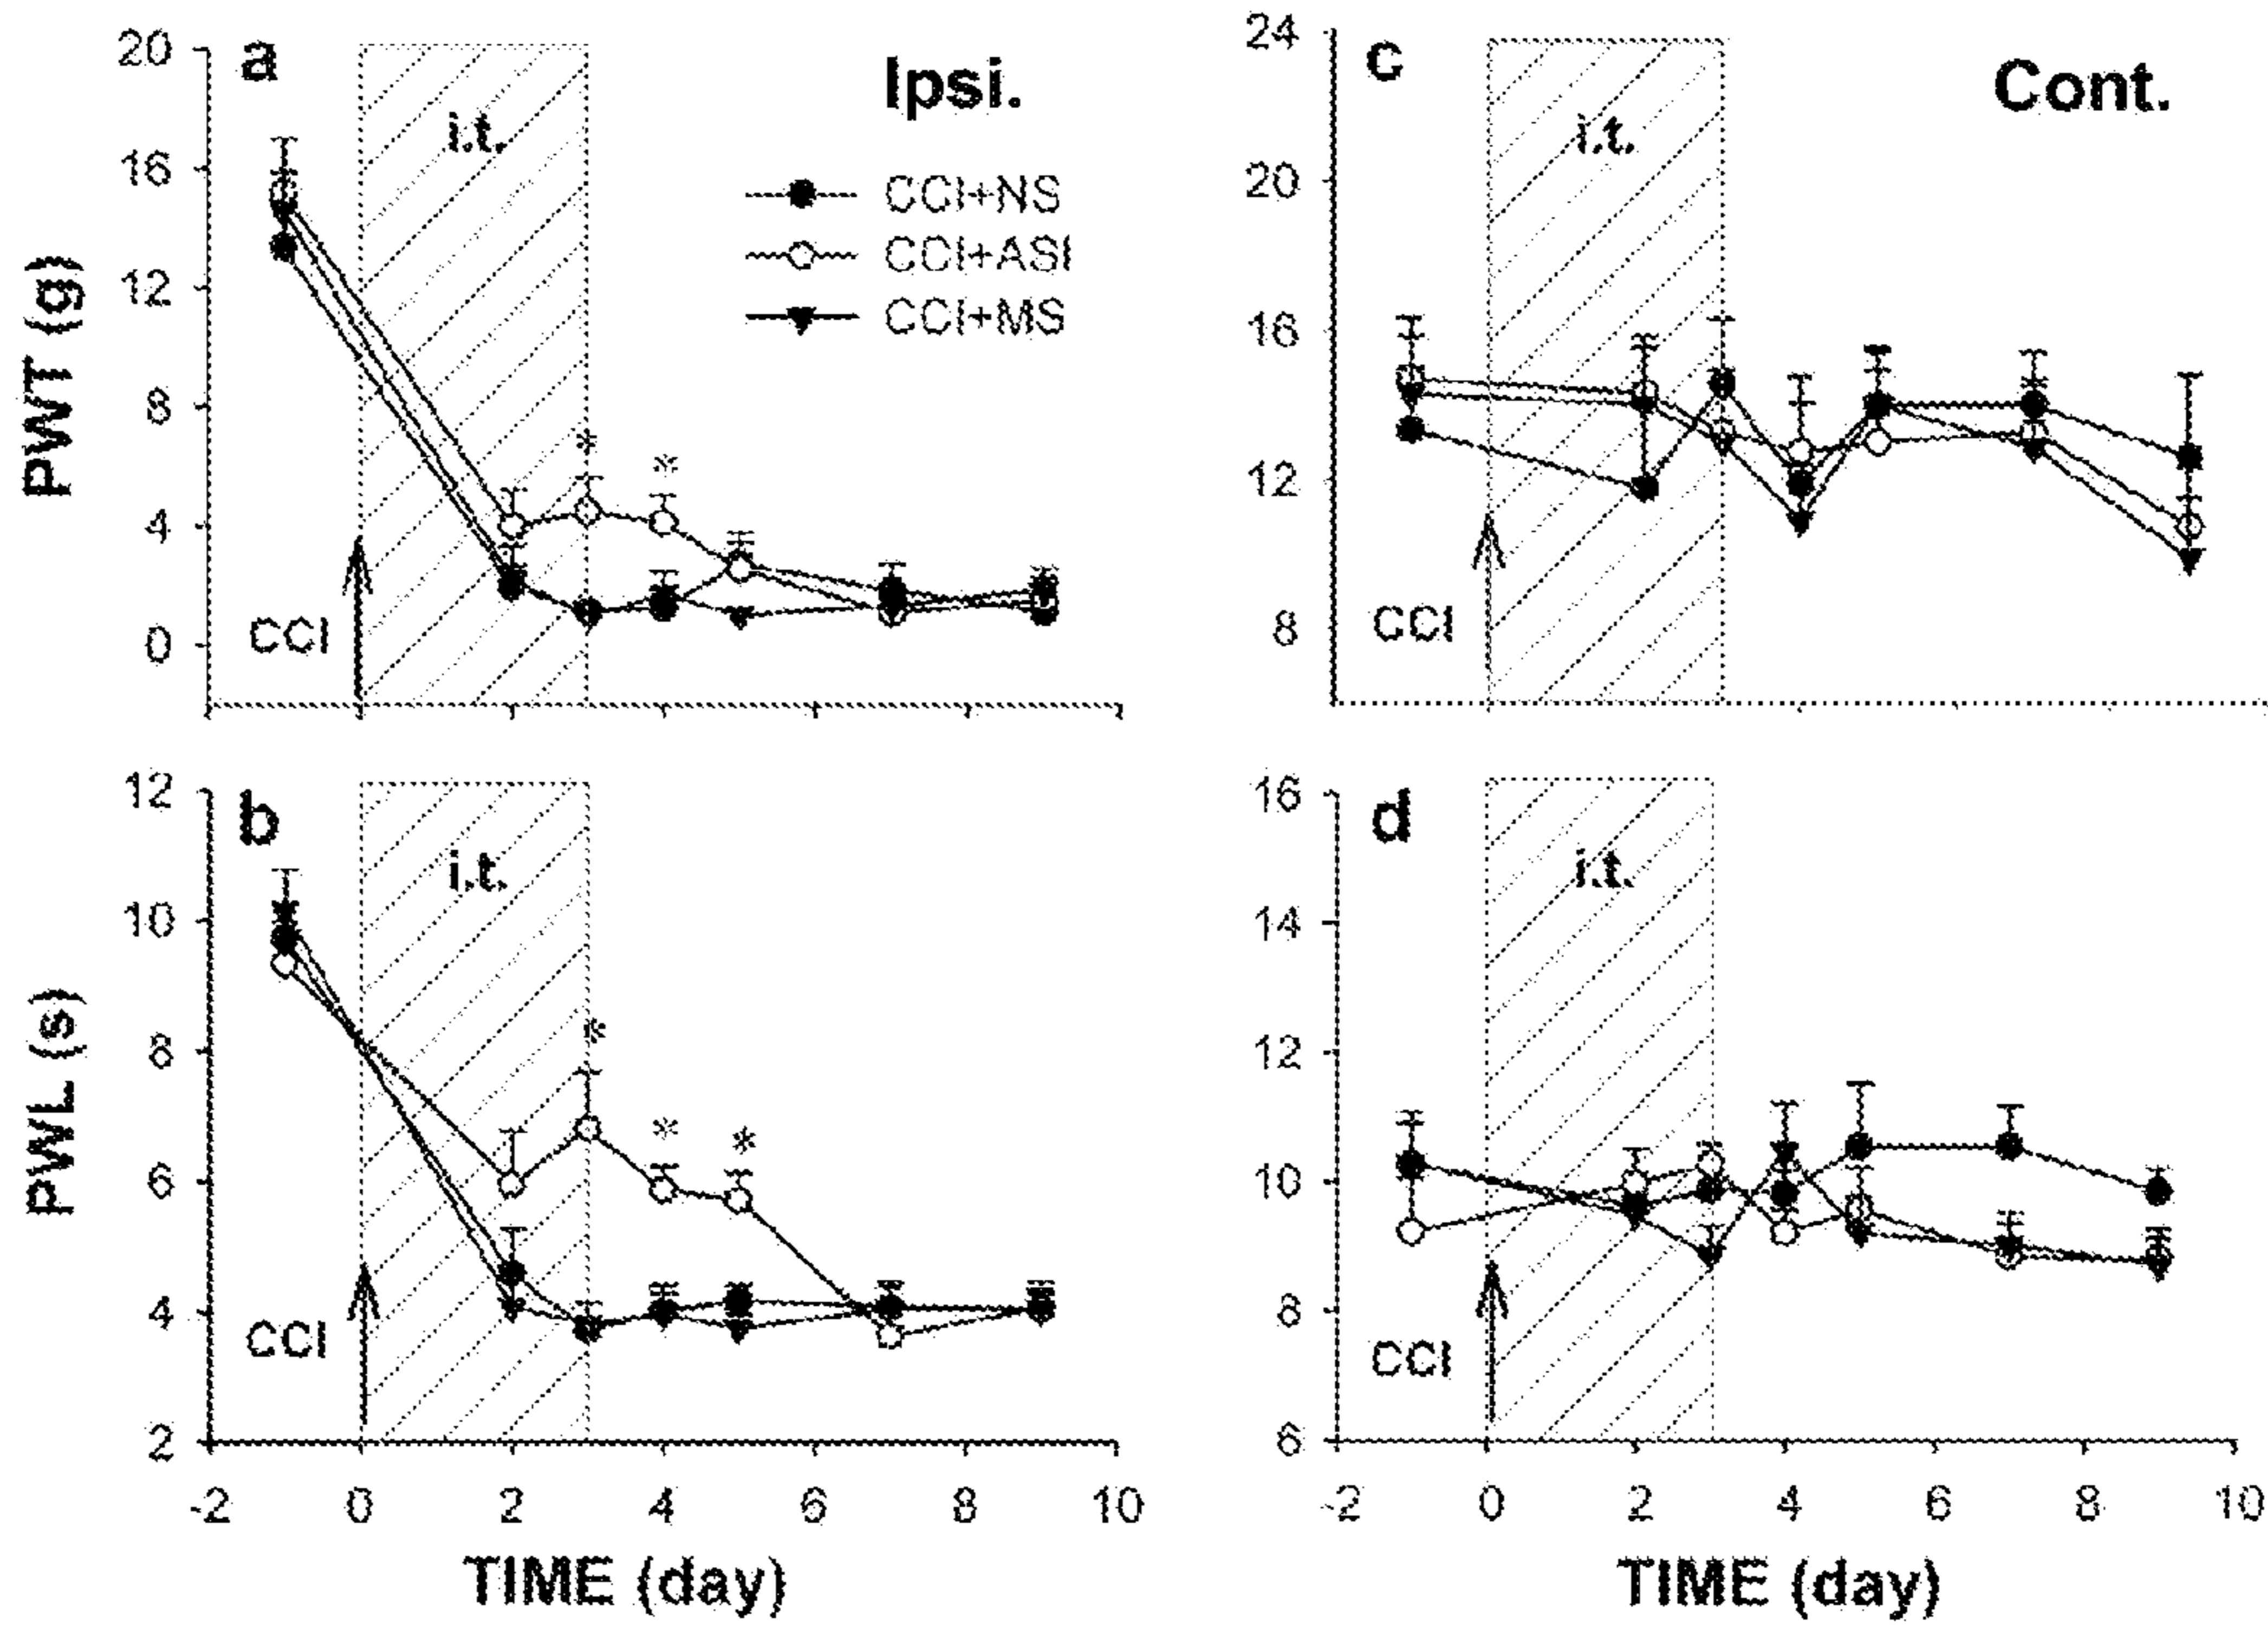 a
Ipsi.
i.t.
CCI+NS
CCI+ASI
CCI+MS
PWT (g)
20
16
12
8
4
0
CCI
c
Cont.
i.t.
24
20
16
12
8
CCI
*
*
b
i.t.
PWL (s)
12
10
8
6
4
2
CCI
*
*
*
-2 0 2 4 6 8 10
TIME (day)
d
i.t.
16
14
12
10
8
6
CCI
-2 0 2 4 6 8 10
TIME (day)